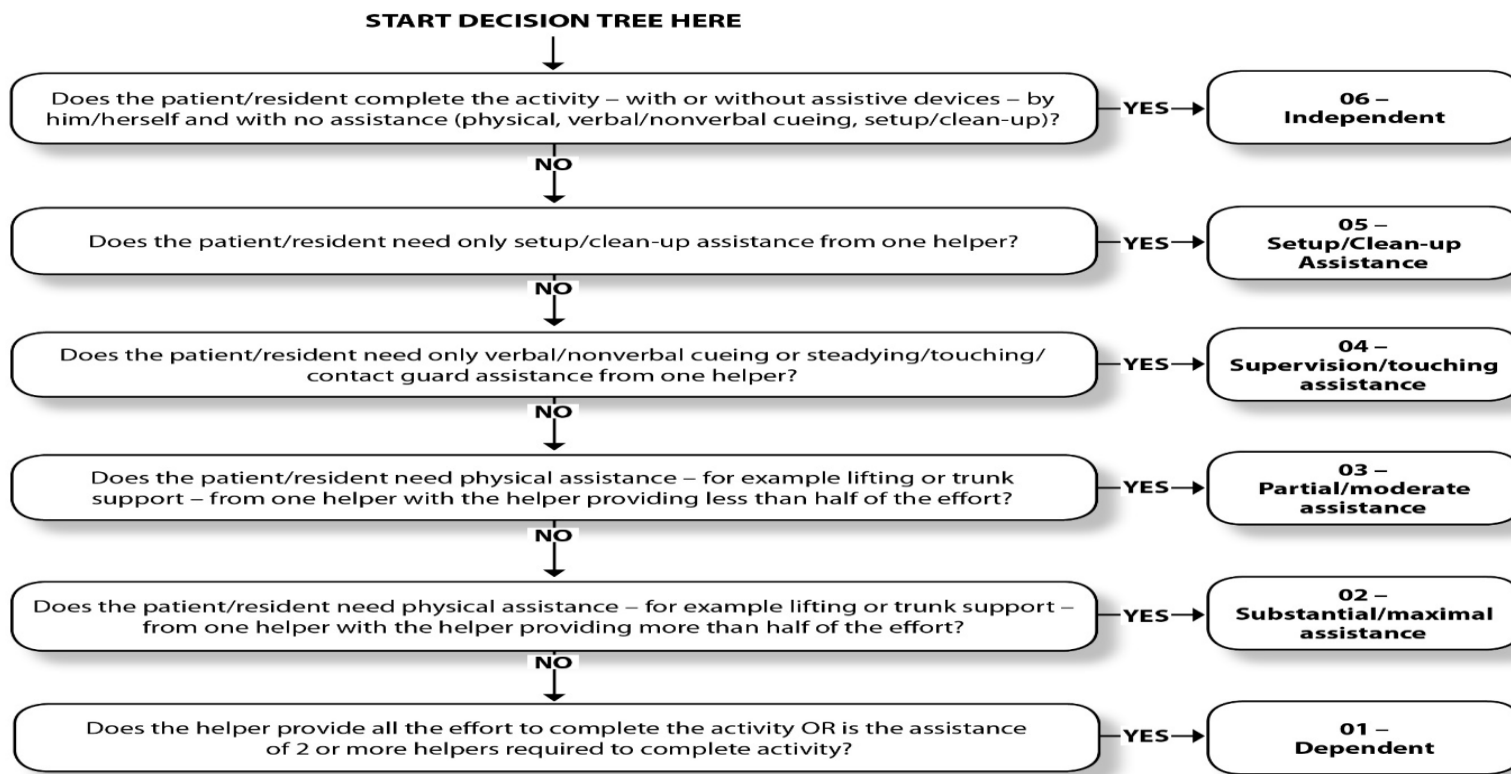 START DECISION TREE HERE
Does the patient/resident complete the activity – with or without assistive devices – by
him/herself and with no assistance (physical, verbal/nonverbal cueing, setup/clean-up)?
YES
06 –
Independent
NO
Does the patient/resident need only setup/clean-up assistance from one helper?
YES
05 –
Setup/Clean-up
Assistance
NO
Does the patient/resident need only verbal/nonverbal cueing or steadying/touching/
contact guard assistance from one helper?
YES
04 –
Supervision/touching
assistance
NO
Does the patient/resident need physical assistance – for example lifting or trunk
support – from one helper with the helper providing less than half of the effort?
YES
03 –
Partial/moderate
assistance
NO
Does the patient/resident need physical assistance – for example lifting or trunk support –
from one helper with the helper providing more than half of the effort?
YES
02 –
Substantial/maximal
assistance
NO
Does the helper provide all the effort to complete the activity OR is the assistance
of 2 or more helpers required to complete activity?
YES
01 –
Dependent